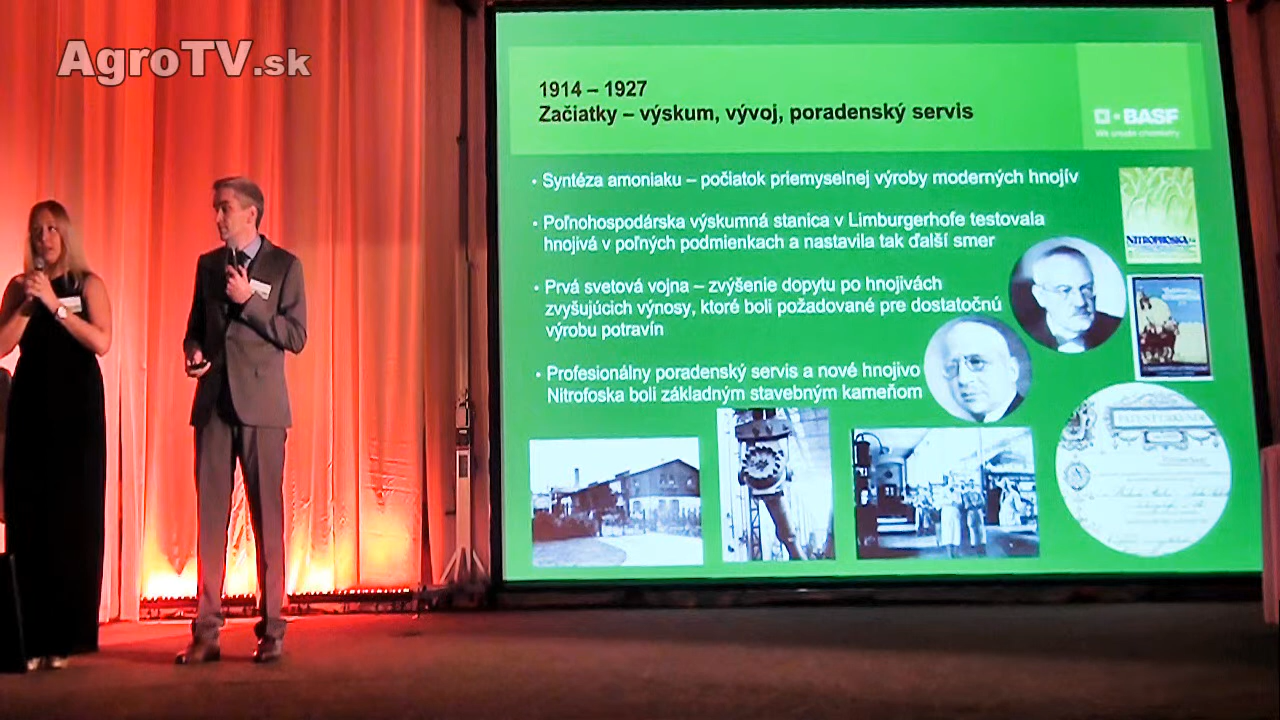 AgroTV.sk
1914 – 1927
Začiatky – výskum, vývoj, poradenský servis
BASF
We create chemistry
• Syntéza amoniaku – počiatok priemyselnej výroby moderných hnojív
• Poľnohospodárska výskumná stanica v Limburgerhofe testovala
hnojivá v poľných podmienkach a nastavila tak ďalší smer
• Prvá svetová vojna – zvýšenie dopytu po hnojivách
zvyšujúcich výnosy, ktoré boli požadované pre dostatočnú
výrobu potravín
• Profesionálny poradenský servis a nové hnojivo
Nitrofoska boli základným stavebným kameňom
NITROPHOSKA